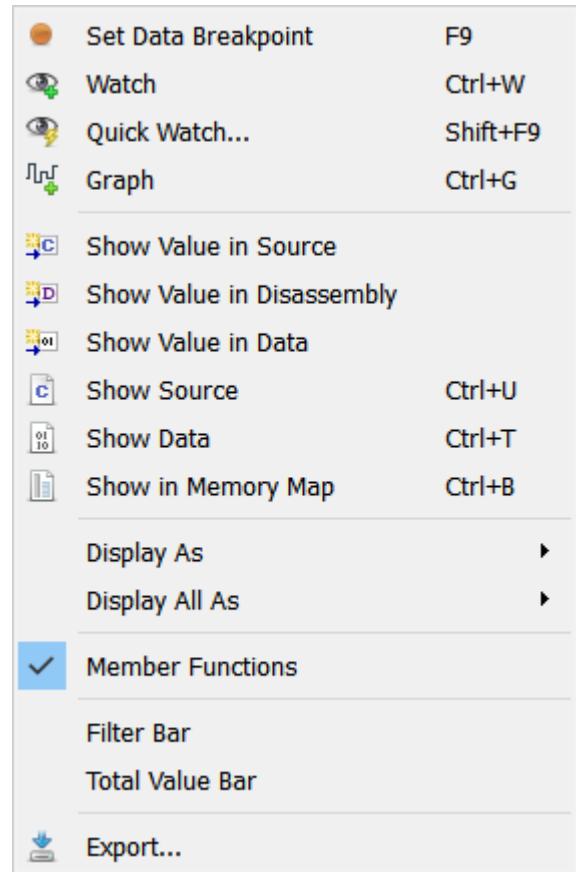 Set Data Breakpoint F9
Watch Ctrl+W
Quick Watch... Shift+F9
Graph Ctrl+G
Show Value in Source
Show Value in Disassembly
Show Value in Data
Show Source Ctrl+U
Show Data Ctrl+T
Show in Memory Map Ctrl+B
Display As
Display All As
Member Functions
Filter Bar
Total Value Bar
Export...